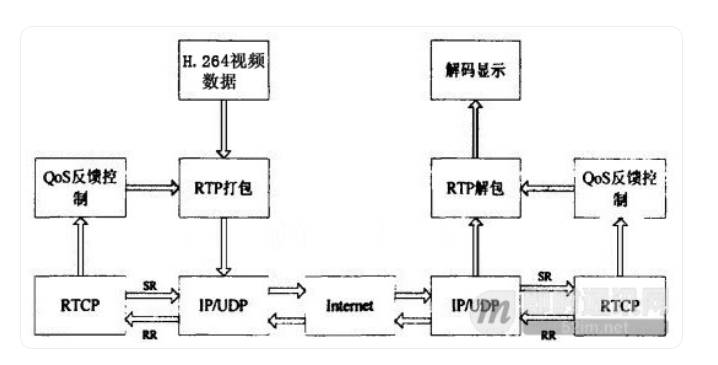 H.264视频
数据
解码显示
QoS反馈控
制
RTP打包
RTP解包
QoS反馈控
制
RTCP
SR
RR
IP/UDP
Internet
IP/UDP
SR
RR
RTCP